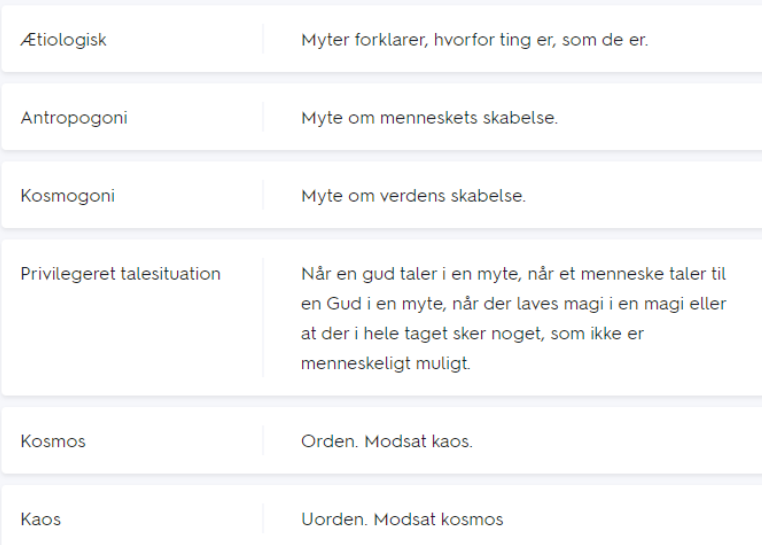 Ætiologisk
Myter forklarer, hvorfor ting er, som de er.
Antropogoni
Myte om menneskets skabelse.
Kosmogoni
Myte om verdens skabelse.
Privilegeret talesituation
Når en gud taler i en myte, når et menneske taler til
en Gud i en myte, når der laves magi i en magi eller
at der i hele taget sker noget, som ikke er
menneskeligt muligt.
Kosmos
Orden. Modsat kaos.
Kaos
Uorden. Modsat kosmos